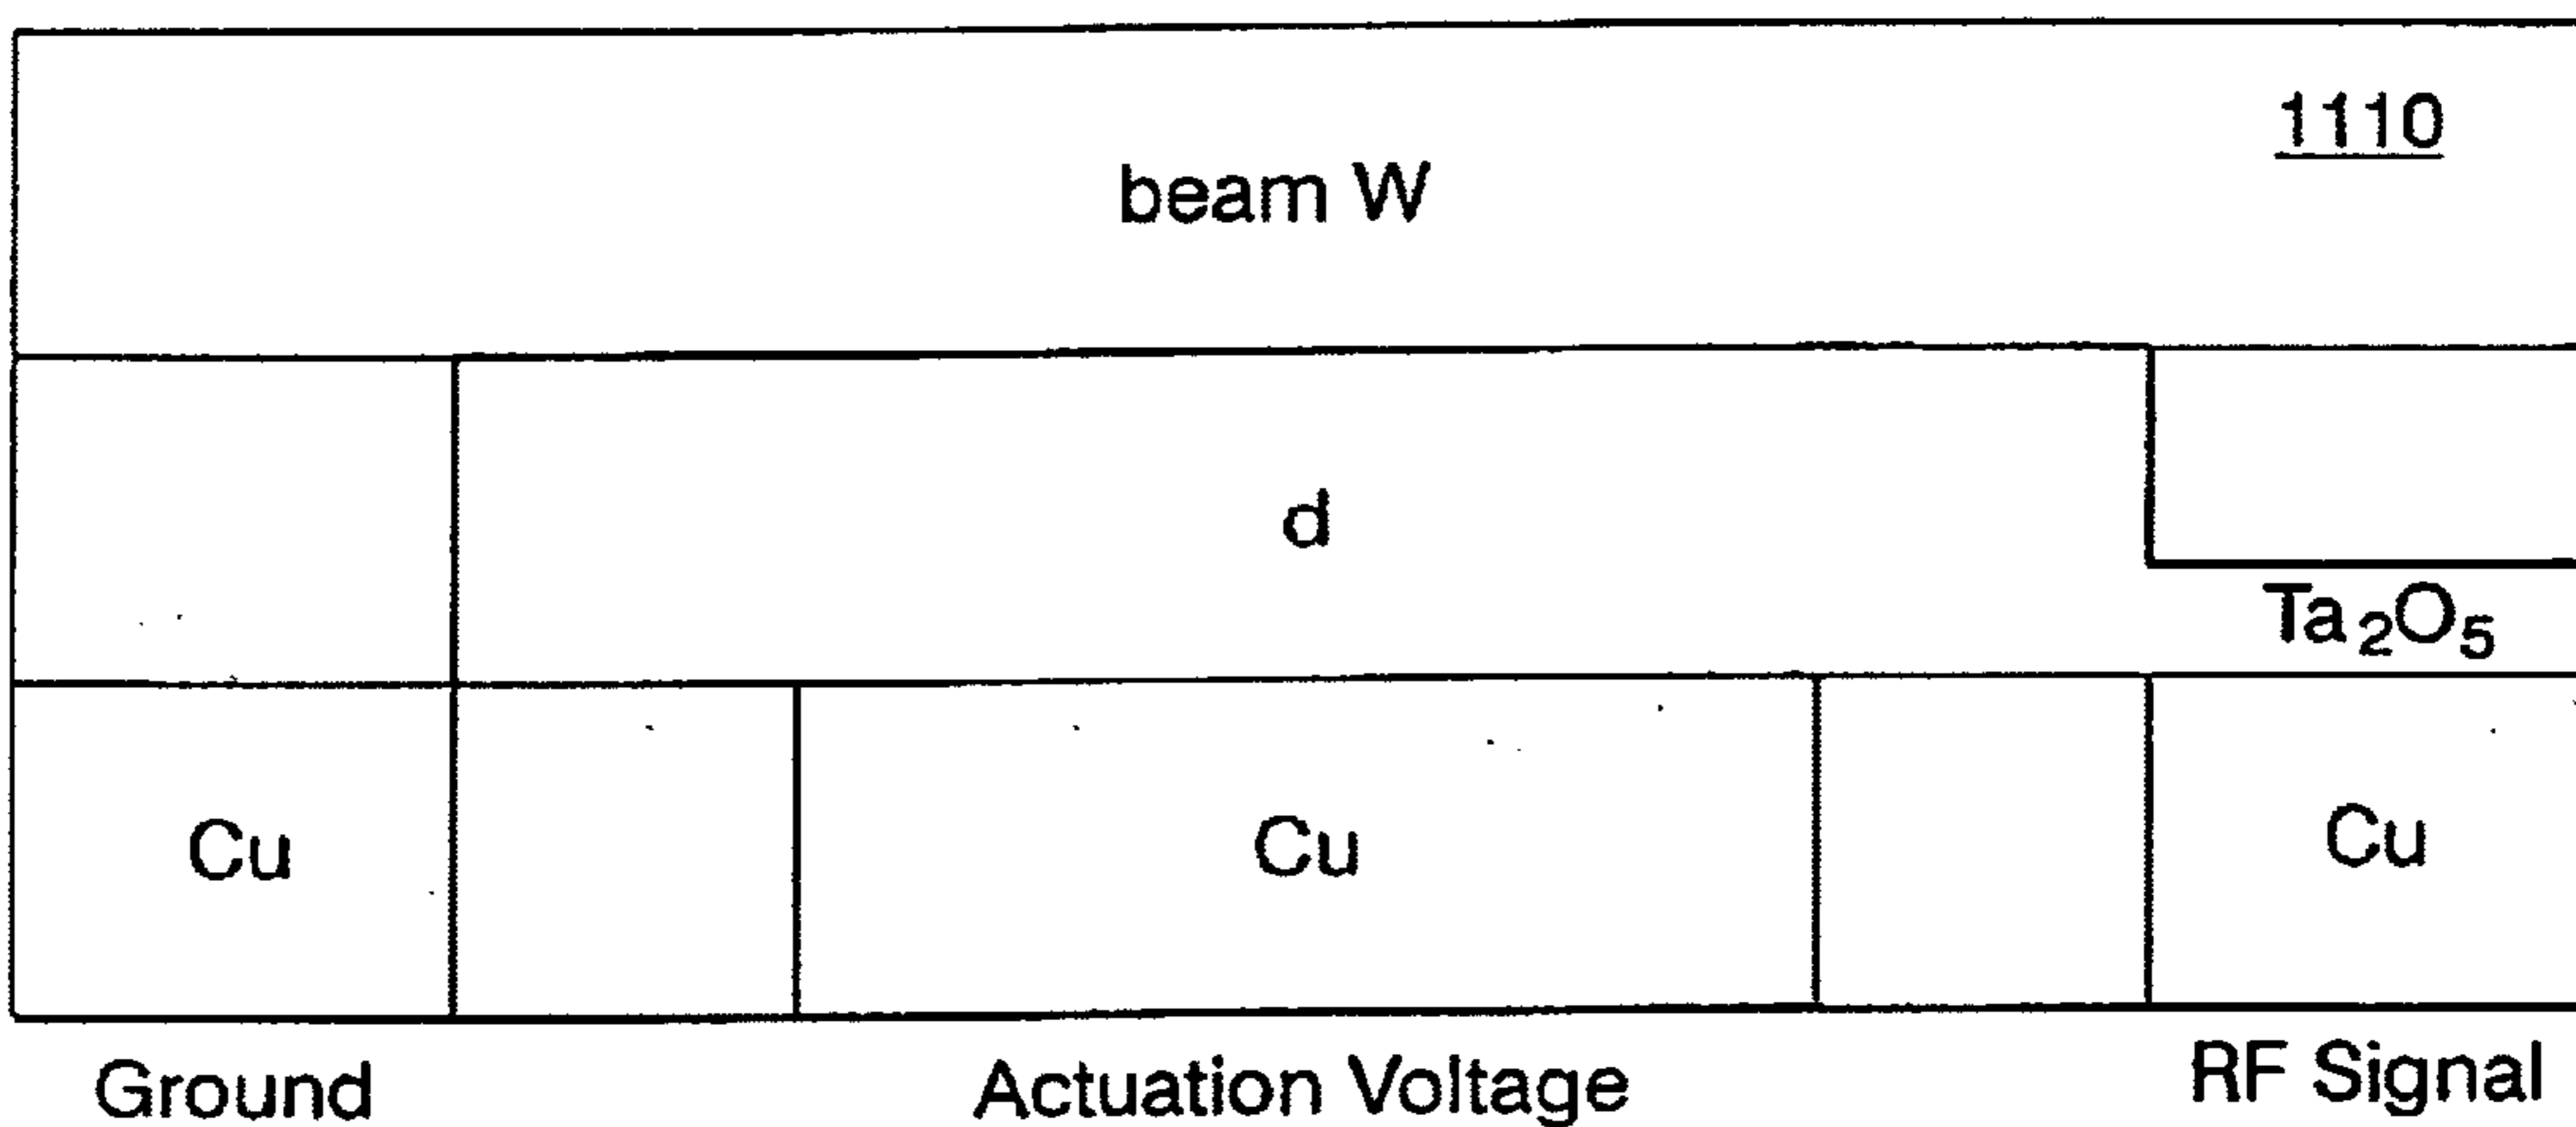 1110
beam W
d
Ta₂O₅
Cu Cu Cu
Ground Actuation Voltage RF Signal